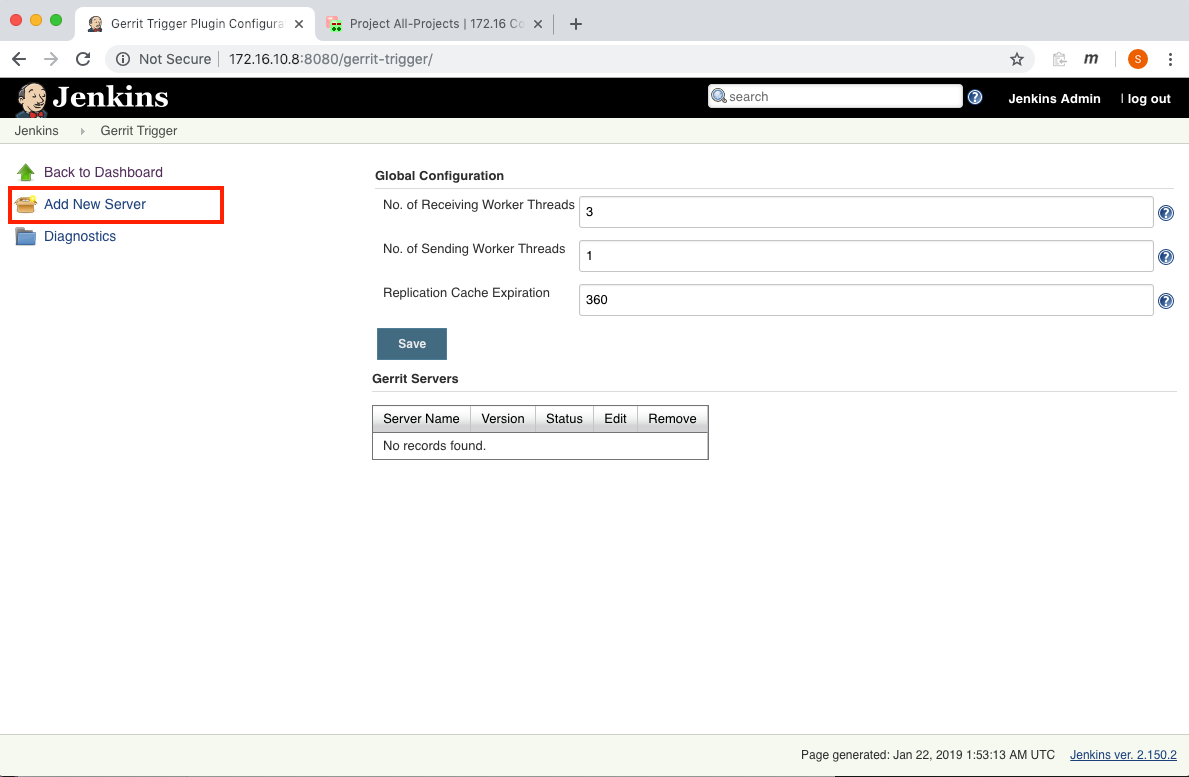 Gerrit Trigger Plugin Configura
Project All-Projects | 172.16 Co
Not Secure | 172.16.10.8:8080/gerrit-trigger/
m
S
Jenkins
search
Jenkins Admin | log out
Jenkins Gerrit Trigger
Back to Dashboard
Add New Server
Diagnostics
Global Configuration
No. of Receiving Worker Threads 3
No. of Sending Worker Threads 1
Replication Cache Expiration 360
Save
Gerrit Servers
Server Name Version Status Edit Remove
No records found.
Page generated: Jan 22, 2019 1:53:13 AM UTC Jenkins ver. 2.150.2